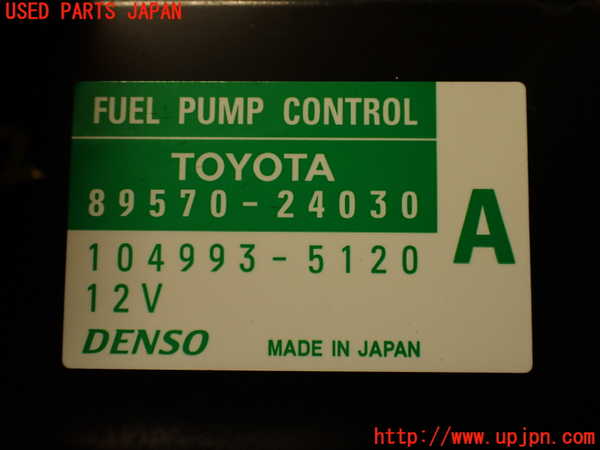 USED PARTS JAPAN
FUEL PUMP CONTROL
TOYOTA
89570-24030
A
104993-5120
12V
DENSO
MADE IN JAPAN
http://www.upjpn.com/